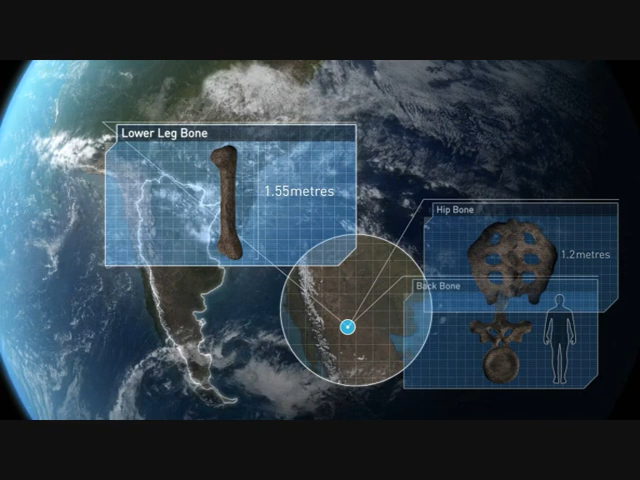 Lower Leg Bone
1.55metres
Hip Bone
1.2metres
Back Bone